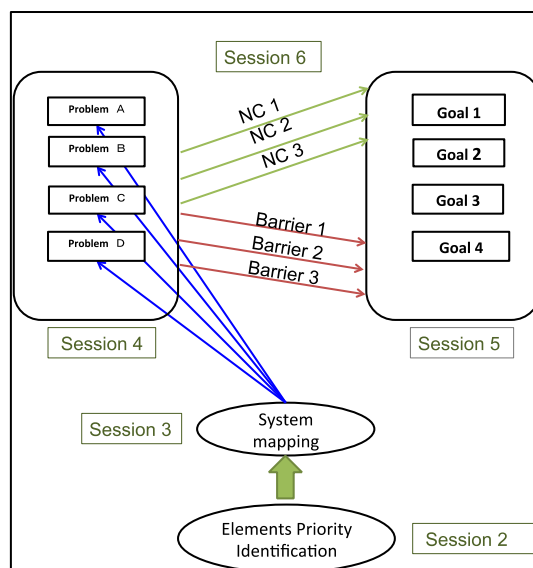 Session 6
Problem A
Problem B
Problem C
Problem D
NC 1
NC 2
NC 3
Barrier 1
Barrier 2
Barrier 3
Goal 1
Goal 2
Goal 3
Goal 4
Session 4
Session 5
Session 3
System
mapping
Elements Priority
Identification
Session 2